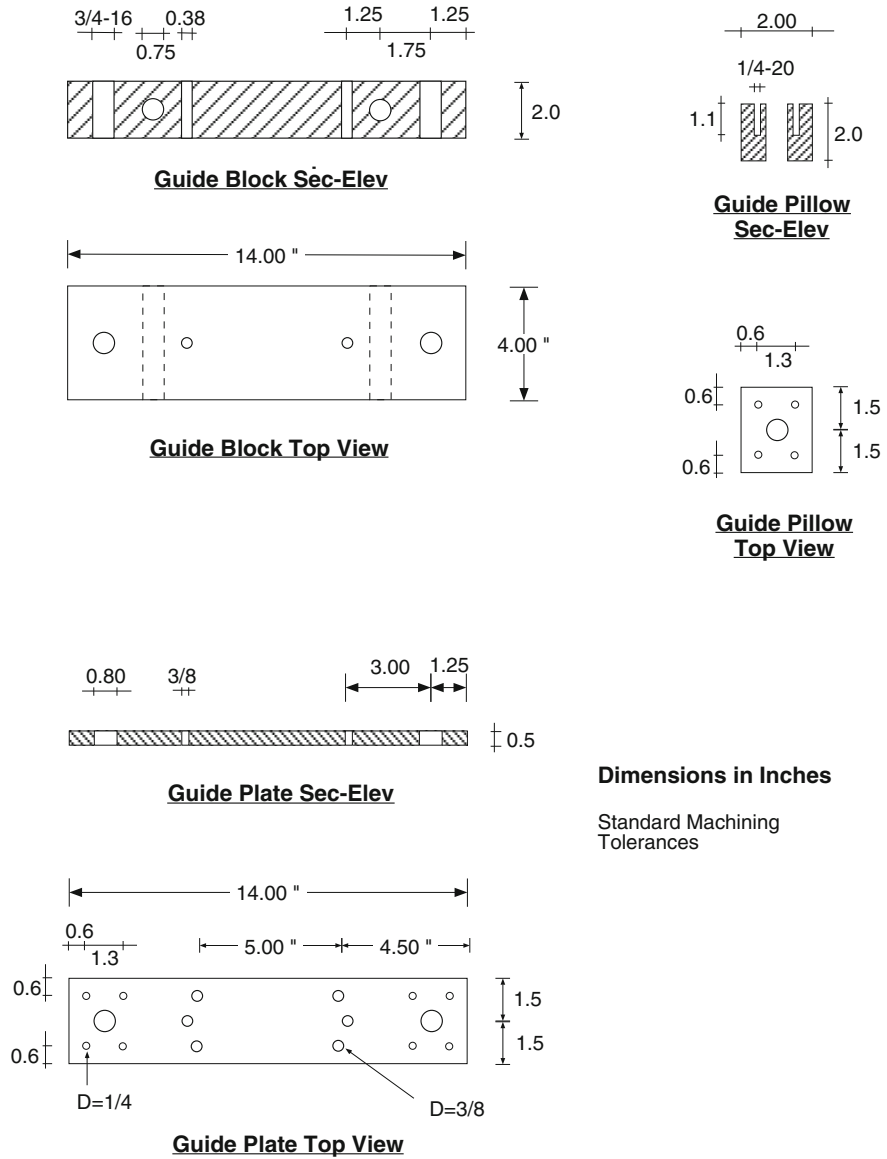 3/4-16 0.38 1.25 1.25
0.75 1.75
2.0
Guide Block Sec-Elev
2.00
1/4-20
1.1
2.0
Guide Pillow
Sec-Elev
14.00 "
4.00 "
Guide Block Top View
0.6
1.3
0.6
1.5
0.6
1.5
Guide Pillow
Top View
0.80 3/8 3.00 1.25
0.5
Guide Plate Sec-Elev
Dimensions in Inches
Standard Machining
Tolerances
14.00 "
0.6 5.00 " 4.50 "
1.3
0.6
1.5
0.6
1.5
D=1/4 D=3/8
Guide Plate Top View